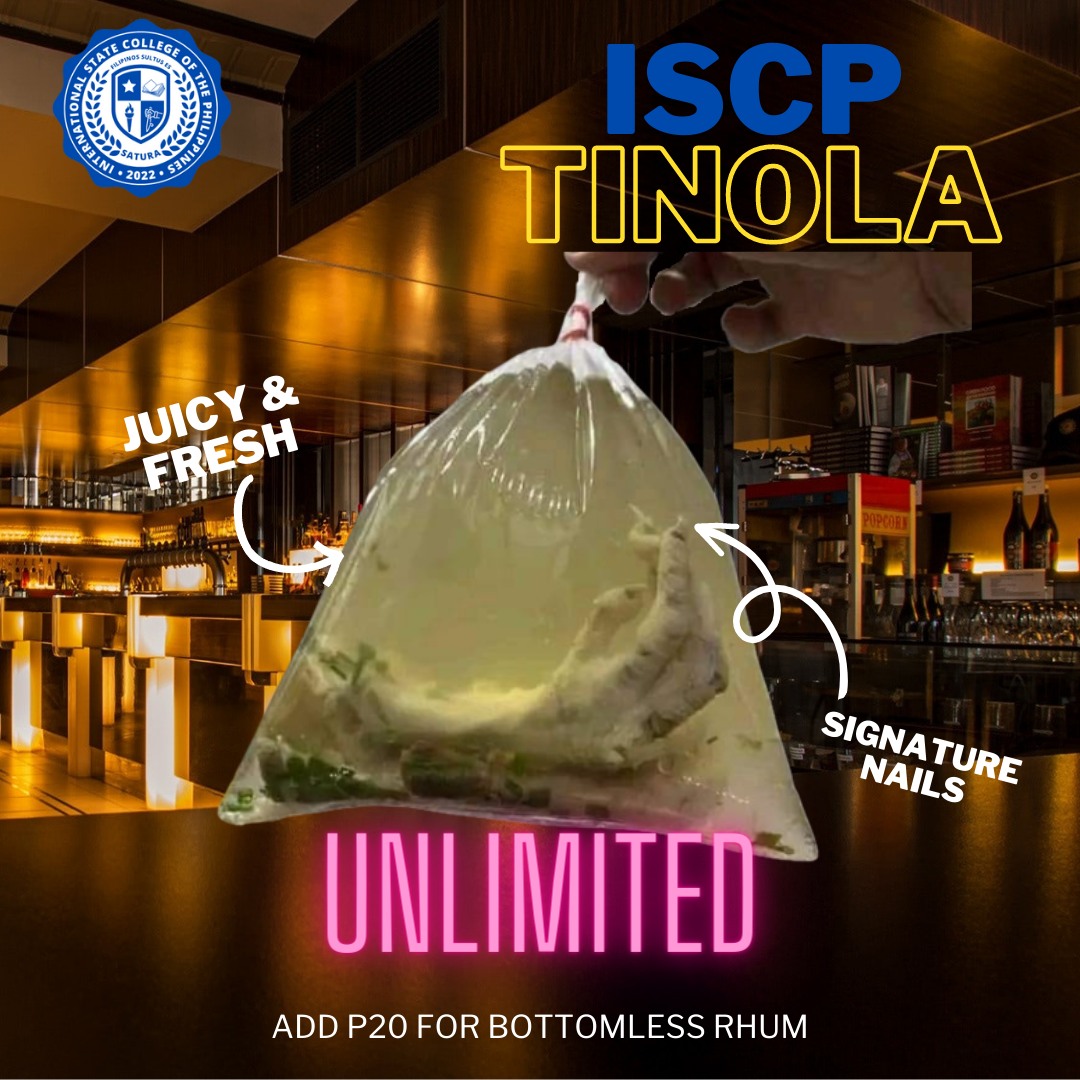 INTERNATIONAL STATE COLLEGE OF THE PHILIPPINES
FILIPINOS SULTUS ES
SATURA
• 2022 •
ISCP
TINOLA
JUICY &
FRESH
POPCORN
SIGNATURE
NAILS
UNLIMITED
ADD P20 FOR BOTTOMLESS RHUM